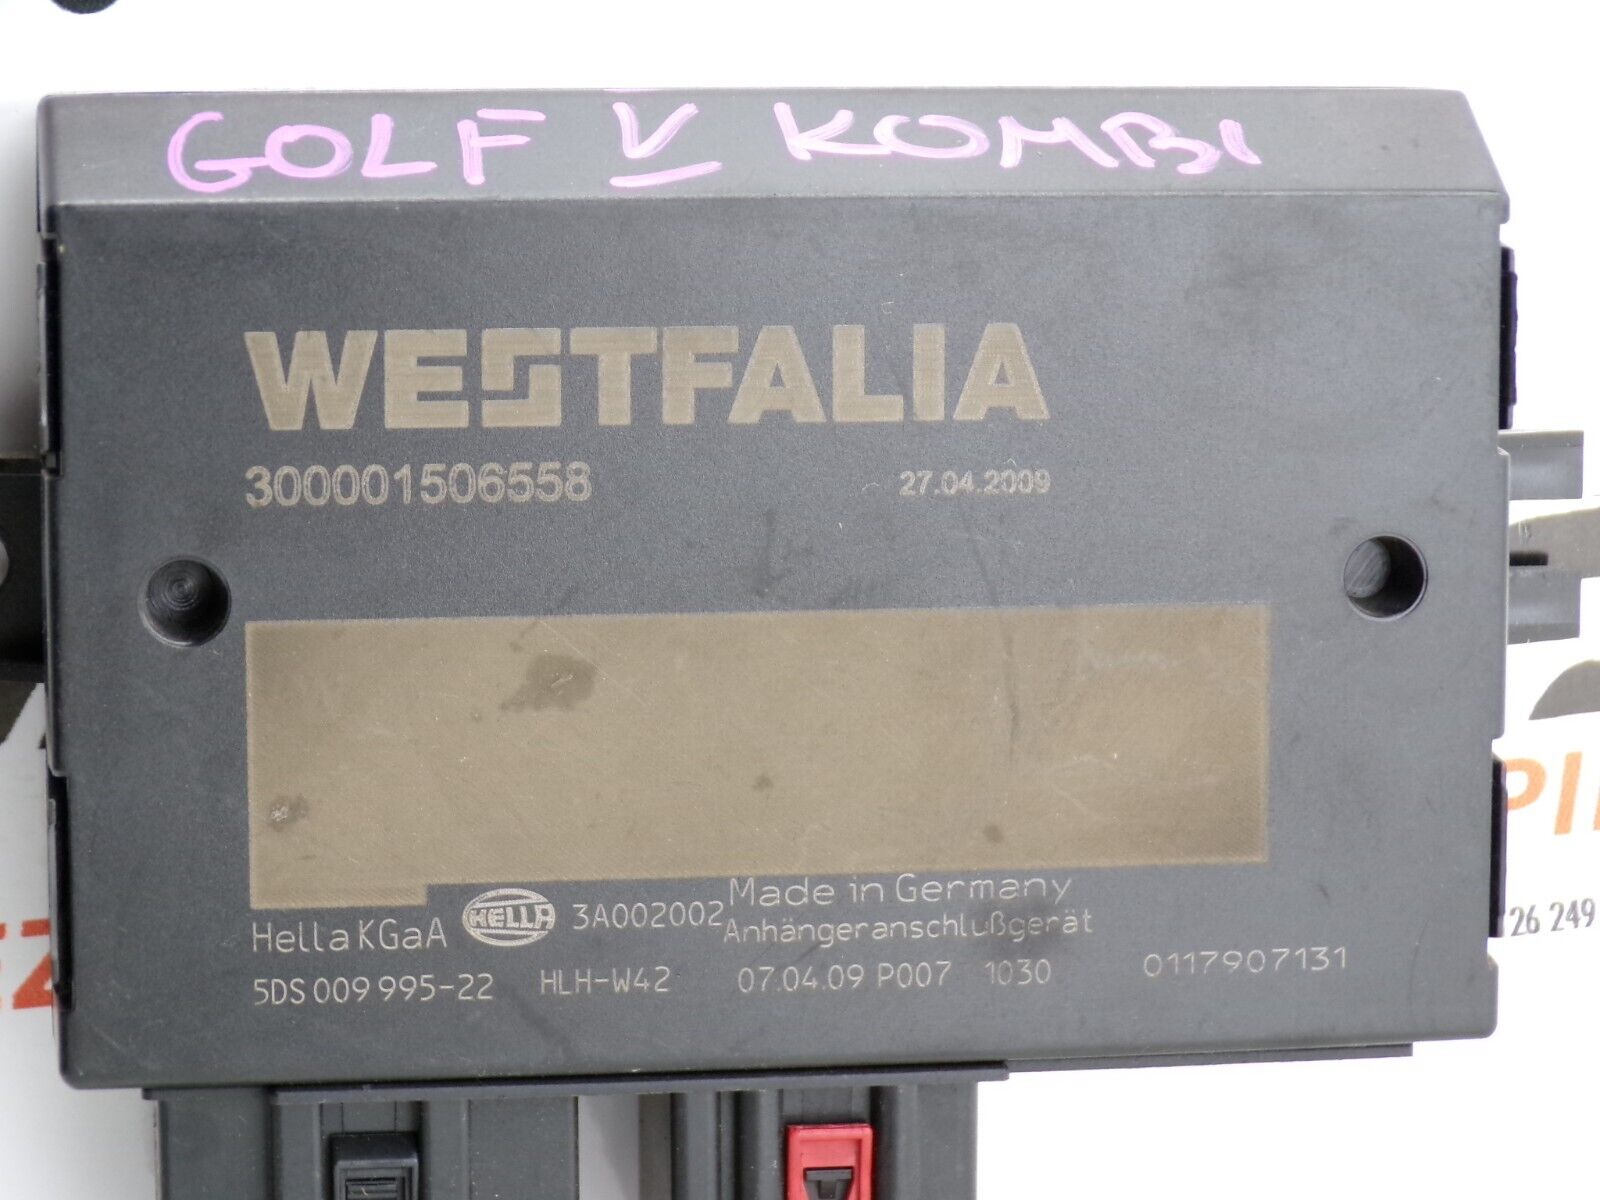 GOLF V KOMBI
WESTFALIA
300001506558 27.04.2009
Made in Germany
Hella KGaA HELLA 3A002002 Anhängeranschlußgerät
5DS 009 995-22 HLH-W42 07.04.09 P007 1030 0117907131
26 249